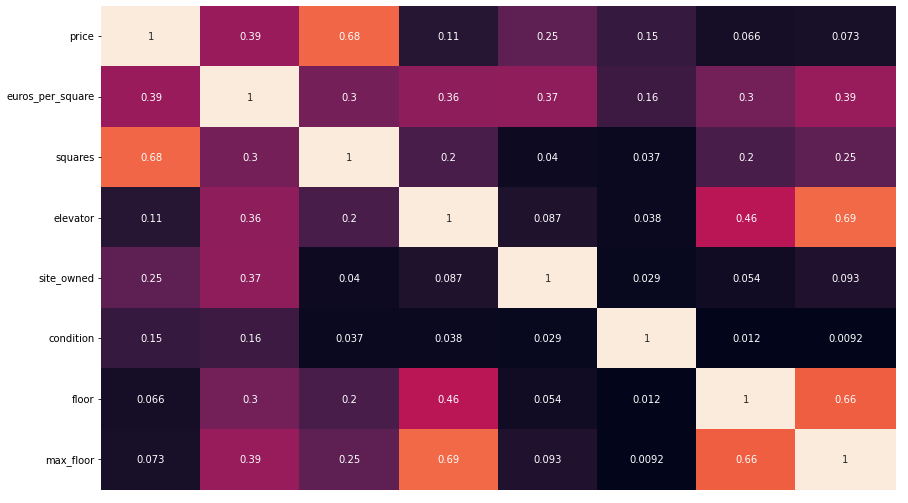 price 1 0.39 0.68 0.11 0.25 0.15 0.066 0.073
euros_per_square 0.39 1 0.3 0.36 0.37 0.16 0.3 0.39
squares 0.68 0.3 1 0.2 0.04 0.037 0.2 0.25
elevator 0.11 0.36 0.2 1 0.087 0.038 0.46 0.69
site_owned 0.25 0.37 0.04 0.087 1 0.029 0.054 0.093
condition 0.15 0.16 0.037 0.038 0.029 1 0.012 0.0092
floor 0.066 0.3 0.2 0.46 0.054 0.012 1 0.66
max_floor 0.073 0.39 0.25 0.69 0.093 0.0092 0.66 1